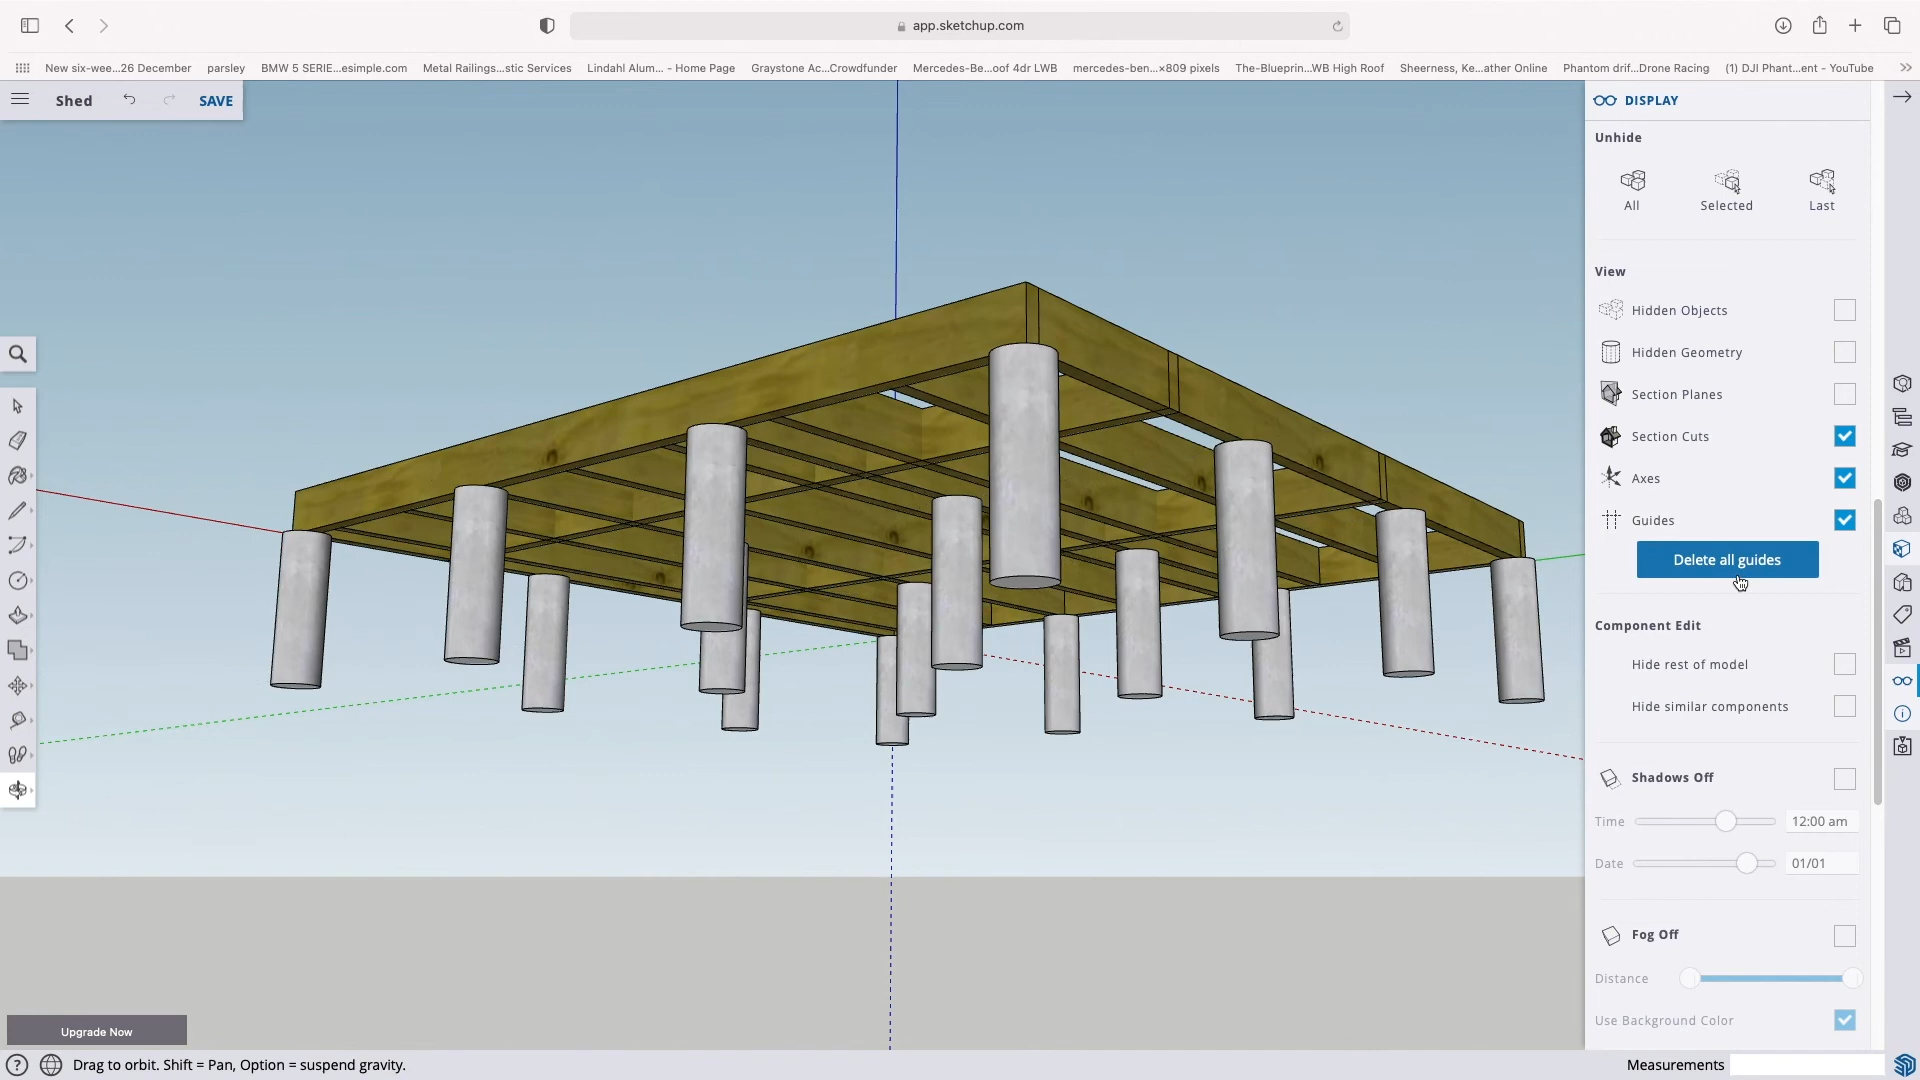 app.sketchup.com
New six-wee...26 December
parsley
BMW 5 SERIE...esimple.com
Metal Railings...stic Services
Lindahl Alum... - Home Page
Graystone Ac...Crowdfunder
Mercedes-Be...oof 4dr LWB
mercedes-ben...×809 pixels
The-Blueprin...WB High Roof
Sheerness, Ke...ather Online
Phantom drif...Drone Racing
(1) DJI Phant...ent - YouTube
Shed
SAVE
DISPLAY
Unhide
All
Selected
Last
View
Hidden Objects
Hidden Geometry
Section Planes
Section Cuts
Axes
Guides
Delete all guides
Component Edit
Hide rest of model
Hide similar components
Shadows Off
Time 12:00 am
Date 01/01
Fog Off
Distance
Use Background Color
Upgrade Now
Drag to orbit. Shift = Pan, Option = suspend gravity.
Measurements